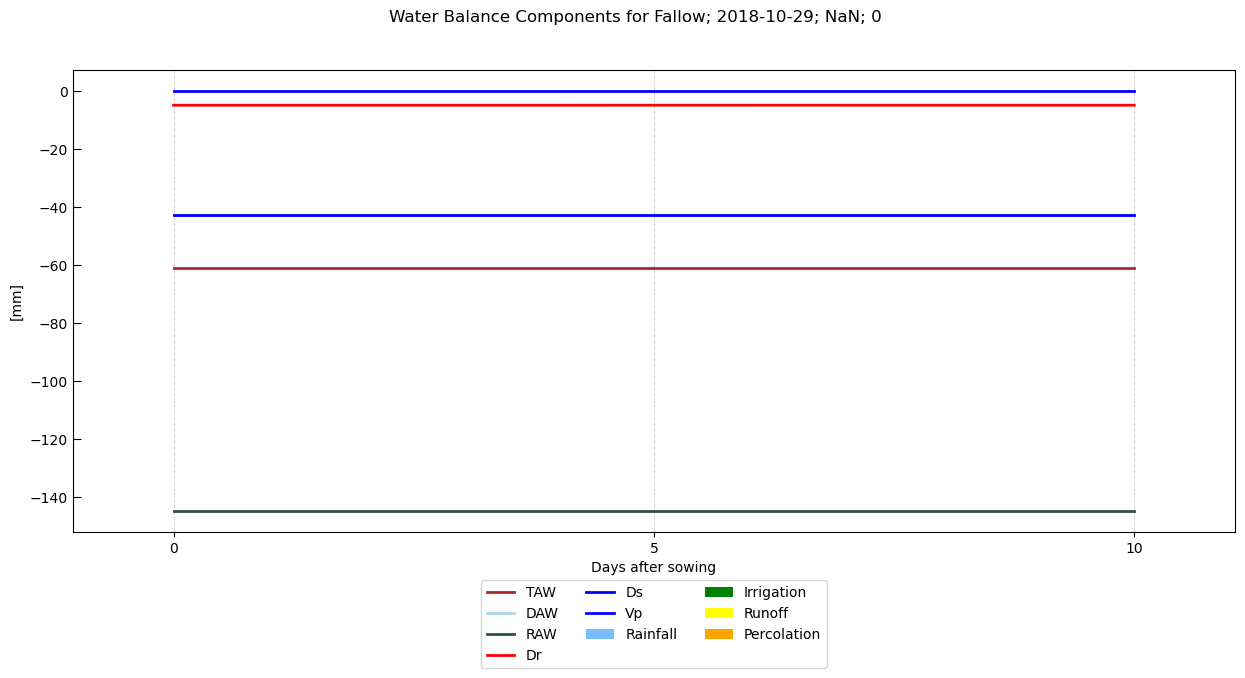 Water Balance Components for Fallow; 2018-10-29; NaN; 0
0
−20
−40
−60
−80
−100
−120
−140
[mm]
0 5 10
Days after sowing
TAW Ds Irrigation
DAW Vp Runoff
RAW Rainfall Percolation
Dr